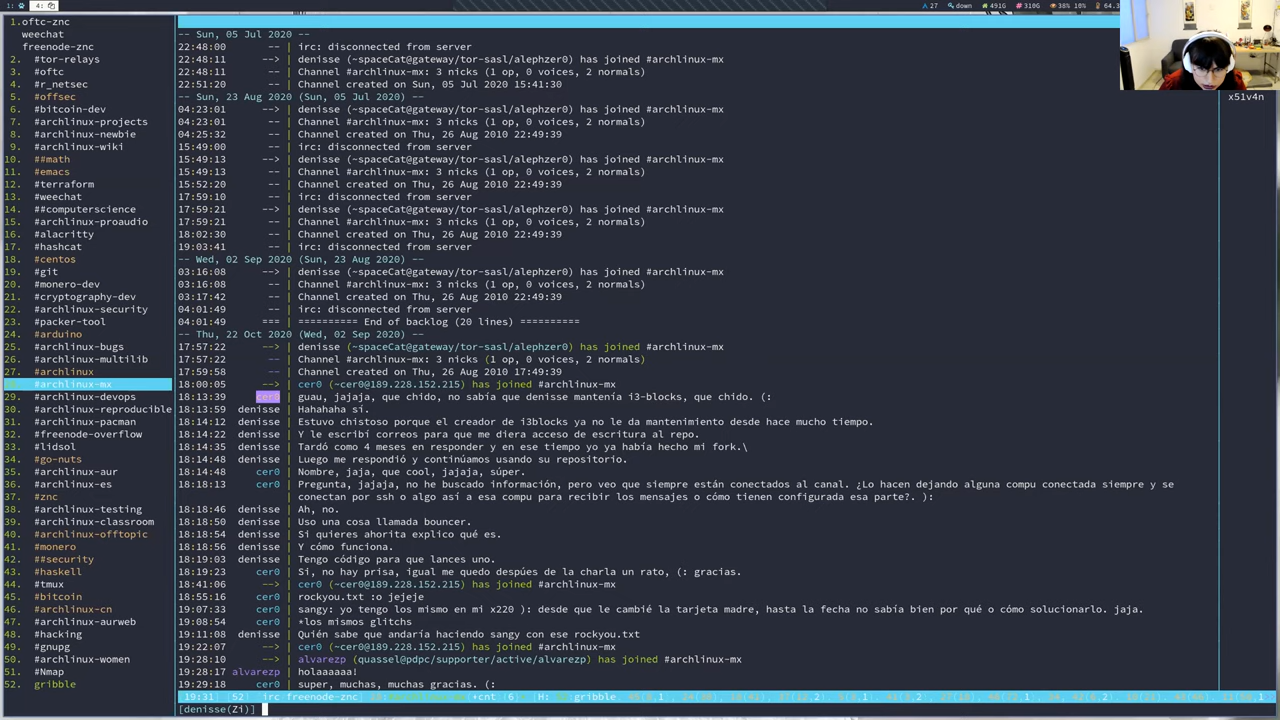 1: 4:
27 down 491G 310G 38% 10% 64.3
1.oftc-znc
weechat
freenode-znc
2. #tor-relays
3. #oftc
4. #r_netsec
5. #offsec
6. #bitcoin-dev
7. #archlinux-projects
8. #archlinux-newbie
9. #archlinux-wiki
10. ##math
11. #emacs
12. #terraform
13. #weechat
14. ##computerscience
15. #archlinux-proaudio
16. #alacritty
17. #hashcat
18. #centos
19. #git
20. #monero-dev
21. #cryptography-dev
22. #archlinux-security
23. #packer-tool
24. #arduino
25. #archlinux-bugs
26. #archlinux-multilib
27. #archlinux
#archlinux-mx
29. #archlinux-devops
30. #archlinux-reproducible
31. #archlinux-pacman
32. #freenode-overflow
33. #lidsol
34. #go-nuts
35. #archlinux-aur
36. #archlinux-es
37. #znc
38. #archlinux-testing
39. #archlinux-classroom
40. #archlinux-offtopic
41. #monero
42. ##security
43. #haskell
44. #tmux
45. #bitcoin
46. #archlinux-cn
47. #archlinux-aurweb
48. #hacking
49. #gnupg
50. #archlinux-women
51. #Nmap
52. gribble
-- Sun, 05 Jul 2020 --
22:48:00 -- | irc: disconnected from server
22:48:11 --> | denisse (~spaceCat@gateway/tor-sasl/alephzer0) has joined #archlinux-mx
22:48:11 -- | Channel #archlinux-mx: 3 nicks (1 op, 0 voices, 2 normals)
22:51:20 -- | Channel created on Sun, 05 Jul 2020 15:41:30
-- Sun, 23 Aug 2020 (Sun, 05 Jul 2020) --
04:23:01 --> | denisse (~spaceCat@gateway/tor-sasl/alephzer0) has joined #archlinux-mx
04:23:01 -- | Channel #archlinux-mx: 3 nicks (1 op, 0 voices, 2 normals)
04:25:32 -- | Channel created on Thu, 26 Aug 2010 22:49:39
15:49:00 -- | irc: disconnected from server
15:49:13 --> | denisse (~spaceCat@gateway/tor-sasl/alephzer0) has joined #archlinux-mx
15:49:13 -- | Channel #archlinux-mx: 3 nicks (1 op, 0 voices, 2 normals)
15:52:20 -- | Channel created on Thu, 26 Aug 2010 22:49:39
17:59:10 -- | irc: disconnected from server
17:59:21 --> | denisse (~spaceCat@gateway/tor-sasl/alephzer0) has joined #archlinux-mx
17:59:21 -- | Channel #archlinux-mx: 3 nicks (1 op, 0 voices, 2 normals)
18:02:30 -- | Channel created on Thu, 26 Aug 2010 22:49:39
19:03:41 -- | irc: disconnected from server
-- Wed, 02 Sep 2020 (Sun, 23 Aug 2020) --
03:16:08 --> | denisse (~spaceCat@gateway/tor-sasl/alephzer0) has joined #archlinux-mx
03:16:08 -- | Channel #archlinux-mx: 3 nicks (1 op, 0 voices, 2 normals)
03:17:42 -- | Channel created on Thu, 26 Aug 2010 22:49:39
04:01:49 -- | irc: disconnected from server
04:01:49 === | ========== End of backlog (20 lines) ==========
-- Thu, 22 Oct 2020 (Wed, 02 Sep 2020) --
17:57:22 --> | denisse (~spaceCat@gateway/tor-sasl/alephzer0) has joined #archlinux-mx
17:57:22 -- | Channel #archlinux-mx: 3 nicks (1 op, 0 voices, 2 normals)
17:59:58 -- | Channel created on Thu, 26 Aug 2010 17:49:39
18:00:05 --> | cer0 (~cer0@189.228.152.215) has joined #archlinux-mx
18:13:39 cer0 | guau, jajaja, que chido, no sabía que denisse mantenía i3-blocks, que chido. (:
18:13:59 denisse | Hahahaha sí.
18:14:12 denisse | Estuvo chistoso porque el creador de i3blocks ya no le da mantenimiento desde hace mucho tiempo.
18:14:22 denisse | Y le escribí correos para que me diera acceso de escritura al repo.
18:14:35 denisse | Tardó como 4 meses en responder y en ese tiempo yo ya había hecho mi fork.\
18:14:48 denisse | Luego me respondió y continúamos usando su repositorio.
18:14:48 cer0 | Nombre, jaja, que cool, jajaja, súper.
18:18:13 cer0 | Pregunta, jajaja, no he buscado información, pero veo que siempre están conectados al canal. ¿Lo hacen dejando alguna compu conectada siempre y se
| conectan por ssh o algo así a esa compu para recibir los mensajes o cómo tienen configurada esa parte?. ):
18:18:46 denisse | Ah, no.
18:18:50 denisse | Uso una cosa llamada bouncer.
18:18:54 denisse | Si quieres ahorita explico qué es.
18:18:56 denisse | Y cómo funciona.
18:19:03 denisse | Tengo código para que lances uno.
18:19:23 cer0 | Si, no hay prisa, igual me quedo despúes de la charla un rato, (: gracias.
18:41:06 --> | cer0 (~cer0@189.228.152.215) has joined #archlinux-mx
18:55:16 cer0 | rockyou.txt :o jejeje
19:07:33 cer0 | sangy: yo tengo los mismo en mi x220 ): desde que le cambié la tarjeta madre, hasta la fecha no sabía bien por qué o cómo solucionarlo. jaja.
19:08:54 cer0 | *los mismos glitchs
19:11:08 denisse | Quién sabe que andaría haciendo sangy con ese rockyou.txt
19:22:07 --> | cer0 (~cer0@189.228.152.215) has joined #archlinux-mx
19:28:10 --> | alvarezp (quassel@pdpc/supporter/active/alvarezp) has joined #archlinux-mx
19:28:17 alvarezp | holaaaaaa!
19:29:18 cer0 | super, muchas, muchas gracias. (:
[19:31] [52] [irc freenode-znc]
[denisse(Zi)]
x51v4n